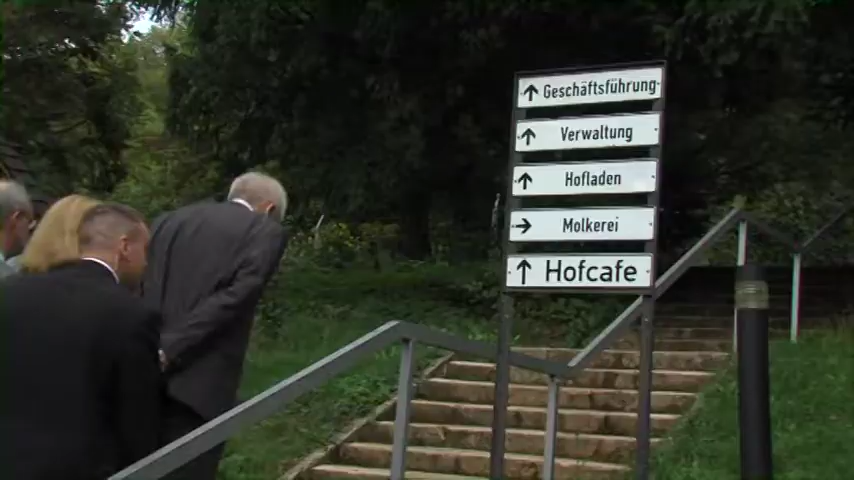 ↑ Geschäftsführung
↑ Verwaltung
↑ Hofladen
→ Molkerei
↑ Hofcafe